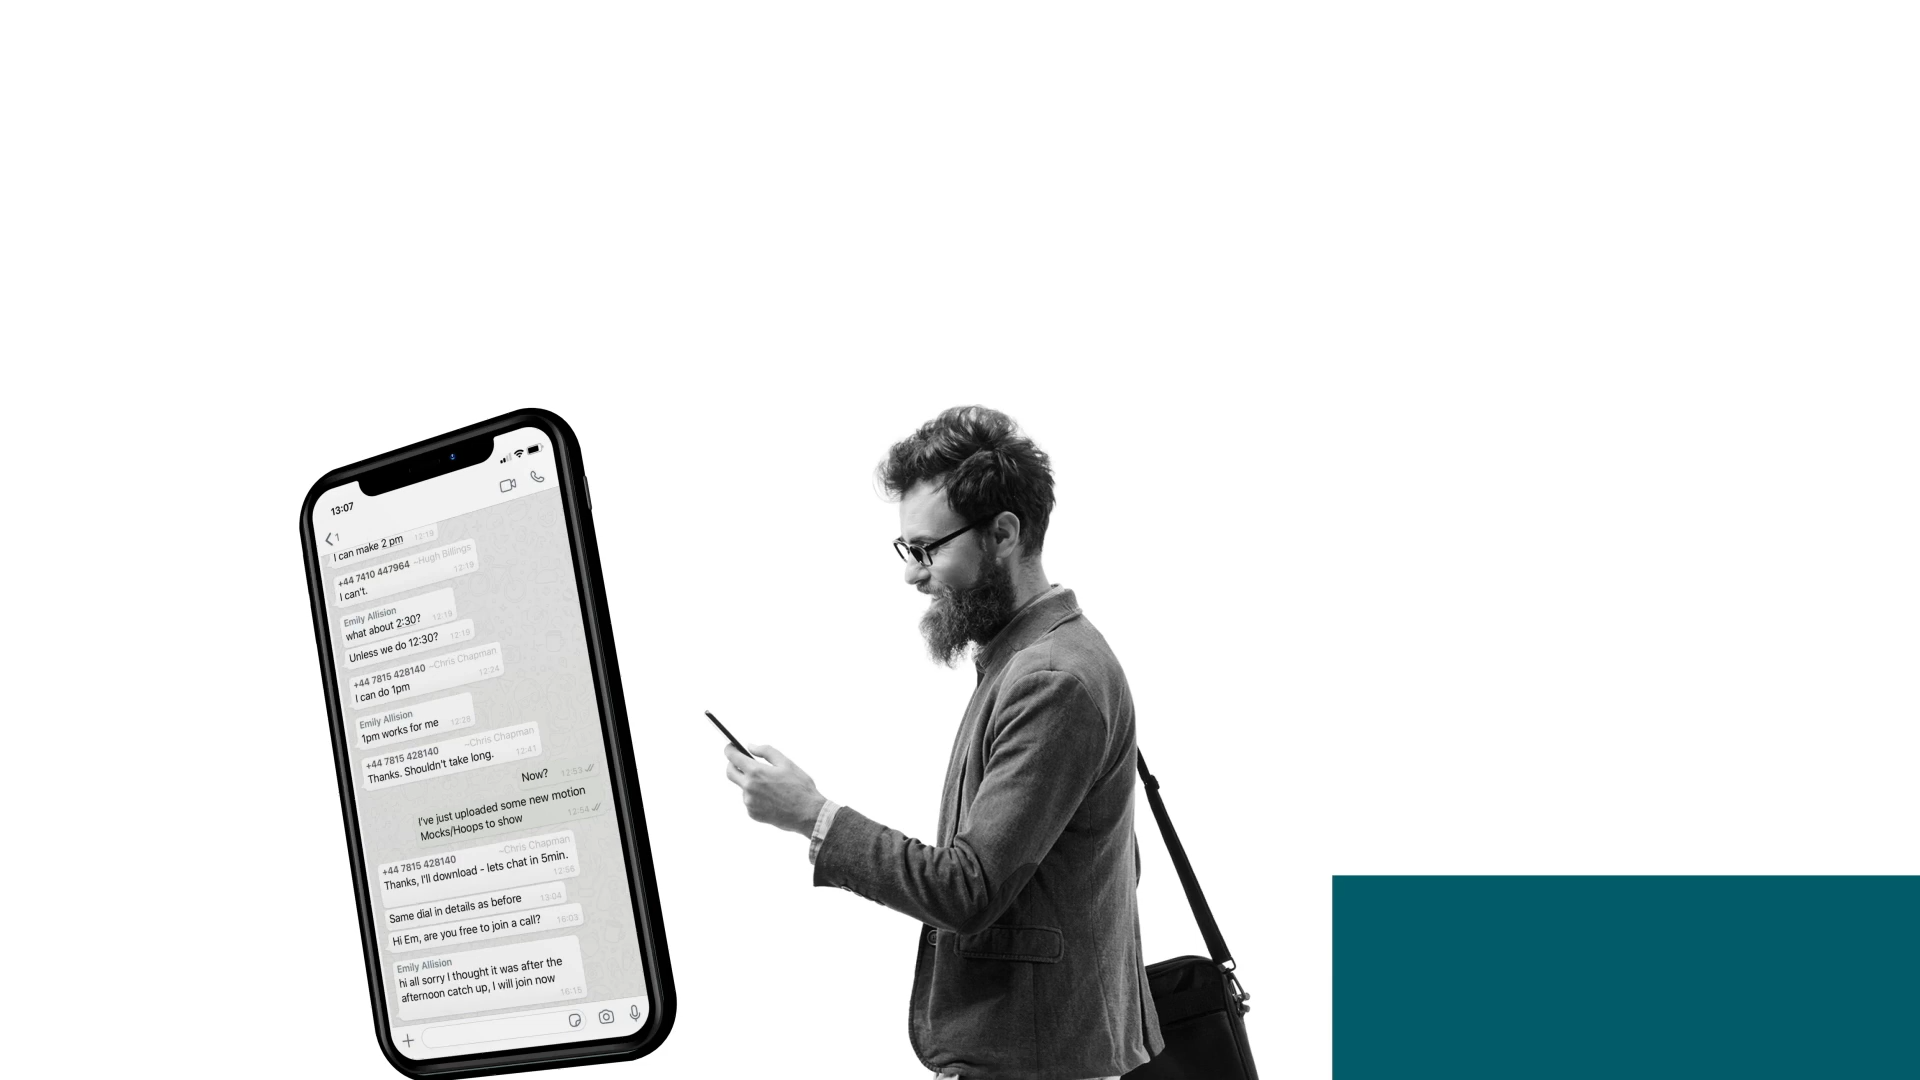 13:07
1
I can make 2 pm 12:19
+44 7410 447964 ~Hugh Billings
I can't. 12:19
Emily Allision
what about 2:30? 12:19
Unless we do 12:30? 12:19
+44 7815 428140 ~Chris Chapman
I can do 1pm 12:24
Emily Allision
1pm works for me 12:28
+44 7815 428140 ~Chris Chapman
Thanks. Shouldn't take long. 12:41
Now? 12:53
I've just uploaded some new motion
Mocks/Hoops to show 12:54
+44 7815 428140 ~Chris Chapman
Thanks, I'll download - lets chat in 5min. 12:56
Same dial in details as before 13:04
Hi Em, are you free to join a call? 16:03
Emily Allision
hi all sorry I thought it was after the
afternoon catch up, I will join now 16:15